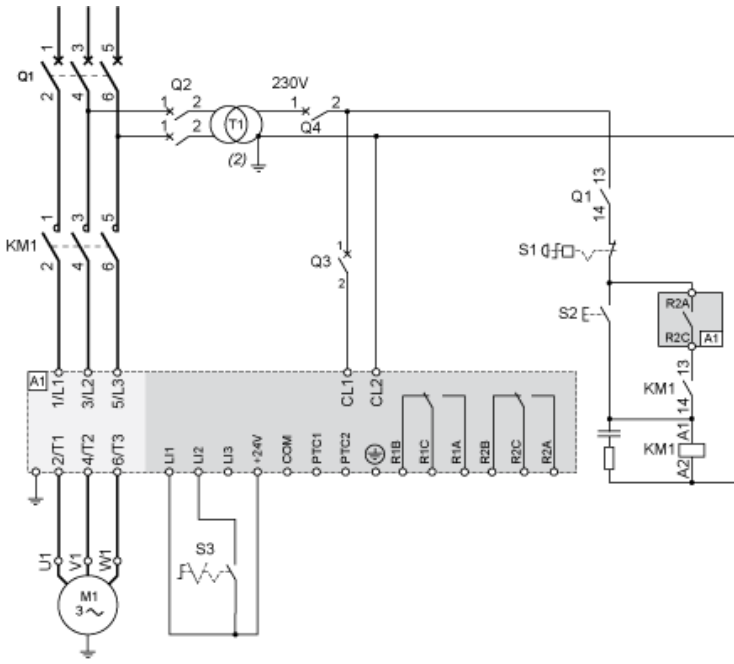 1 3 5
Q1
2 4 6
Q2
1 2
1 2
T1
(2)
230V
1 2
Q4
13
Q1
14
1 3 5
KM1
2 4 6
Q3
1
2
S1
S2
R2A
R2C
A1
13
KM1
14
A1
KM1
A2
A1
1/L1 3/L2 5/L3
CL1 CL2
2/T1 4/T2 6/T3
LI1 LI2 LI3 +24V COM PTC1 PTC2 R1B R1C R1A R2B R2C R2A
S3
U1 V1 W1
M1
3